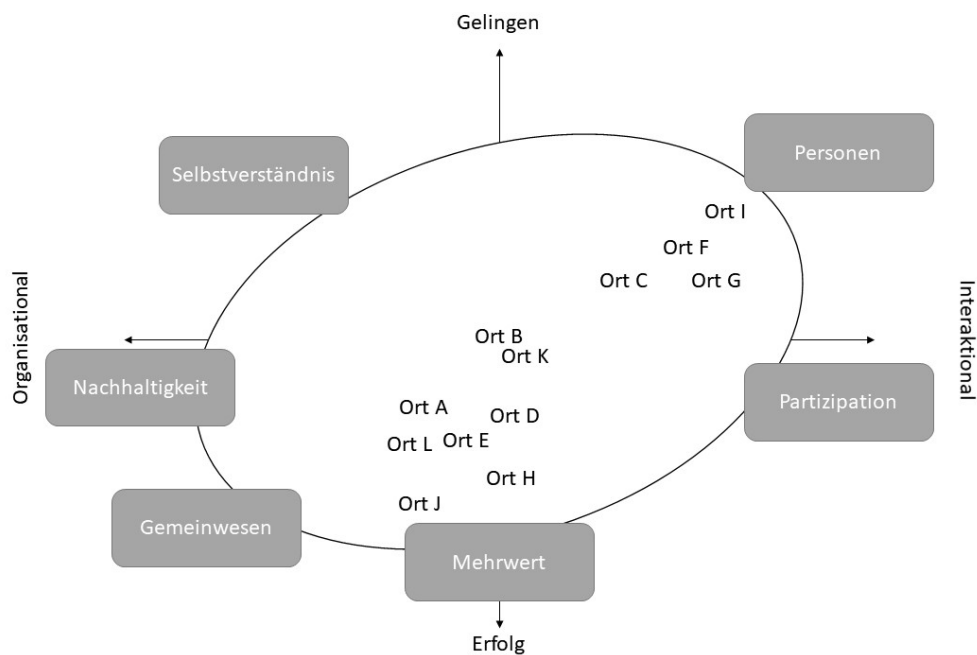 Gelingen
Personen
Selbstverständnis
Ort I
Ort F
Ort C
Ort G
Organisational
Interaktional
Ort B
Ort K
Nachhaltigkeit
Partizipation
Ort A
Ort D
Ort L
Ort E
Ort H
Ort J
Gemeinwesen
Mehrwert
Erfolg